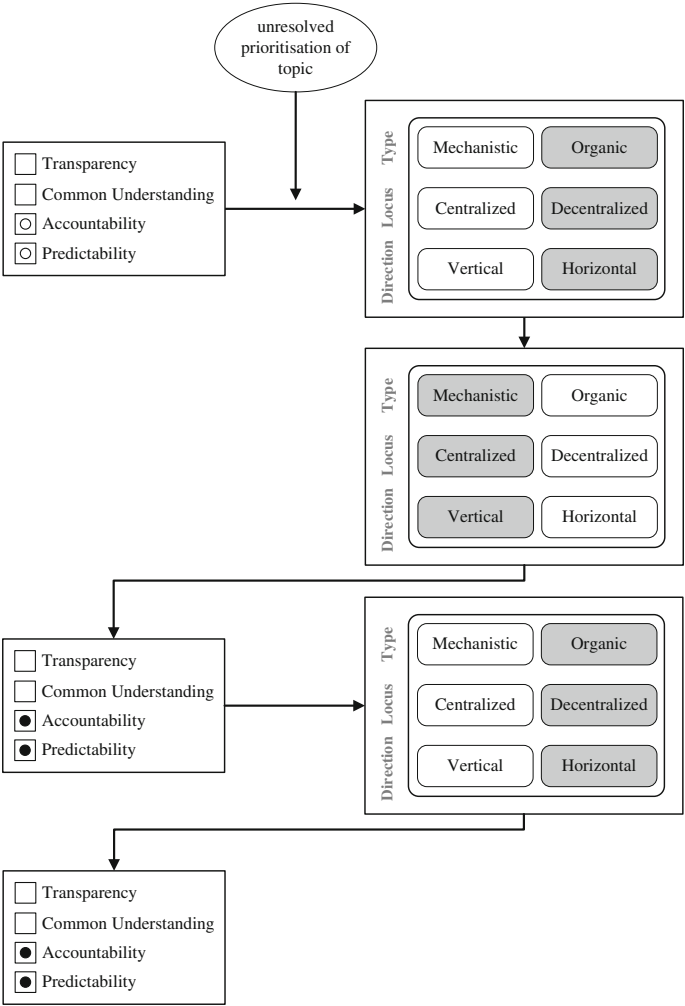 unresolved
prioritisation of
topic
Transparency
Common Understanding
Accountability
Predictability
Type
Mechanistic
Organic
Locus
Centralized
Decentralized
Direction
Vertical
Horizontal
Type
Mechanistic
Organic
Locus
Centralized
Decentralized
Direction
Vertical
Horizontal
Transparency
Common Understanding
Accountability
Predictability
Type
Mechanistic
Organic
Locus
Centralized
Decentralized
Direction
Vertical
Horizontal
Transparency
Common Understanding
Accountability
Predictability